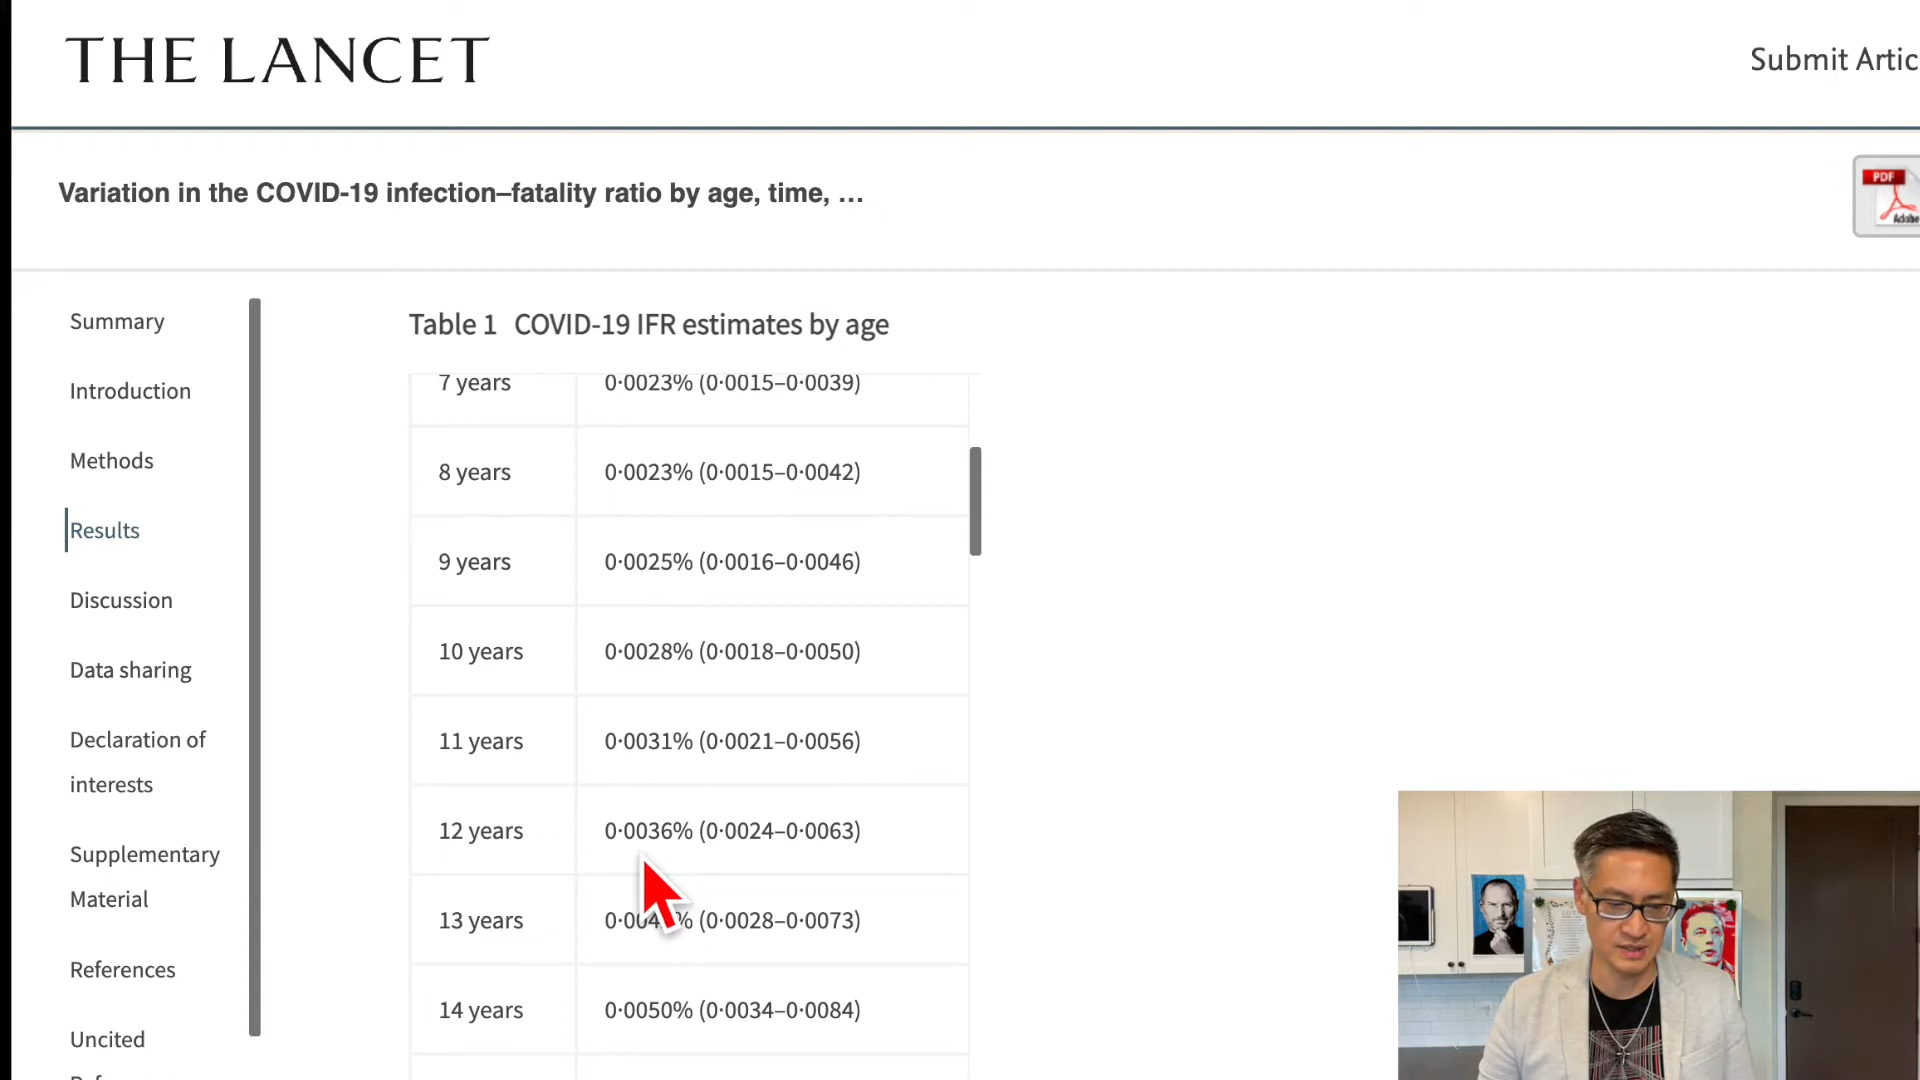 THE LANCET
Submit Artic
Variation in the COVID-19 infection–fatality ratio by age, time, ...
PDF
Adobe
Summary
Introduction
Methods
Results
Discussion
Data sharing
Declaration of
interests
Supplementary
Material
References
Uncited
Table 1 COVID-19 IFR estimates by age
7 years 0·0023% (0·0015–0·0039)
8 years 0·0023% (0·0015–0·0042)
9 years 0·0025% (0·0016–0·0046)
10 years 0·0028% (0·0018–0·0050)
11 years 0·0031% (0·0021–0·0056)
12 years 0·0036% (0·0024–0·0063)
13 years (0·0028–0·0073)
14 years 0·0050% (0·0034–0·0084)